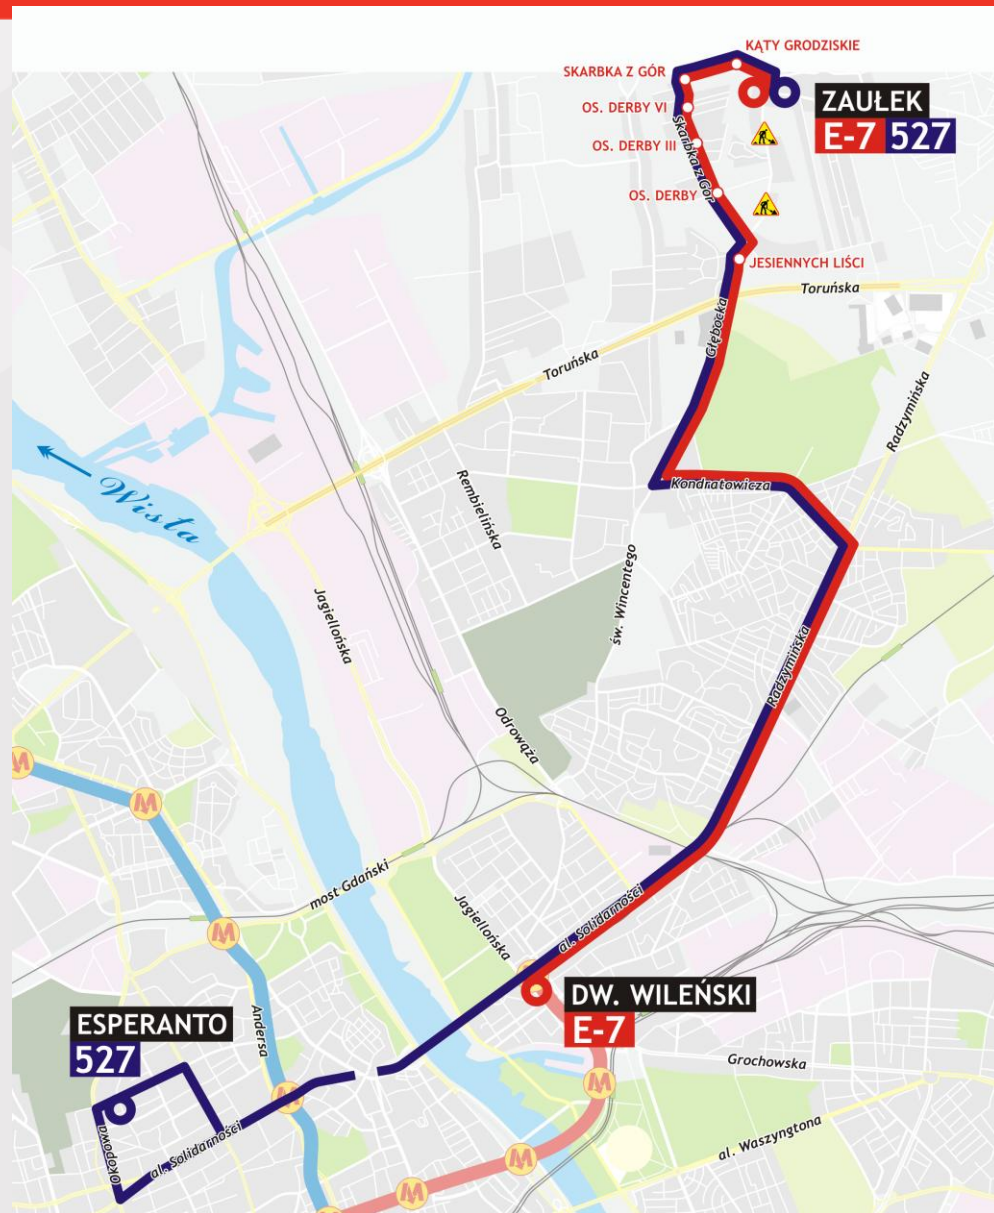 KĄTY GRODZISKIE
SKARBKA Z GÓR
ZAUŁEK
E-7 527
OS. DERBY VI
OS. DERBY III
Skarbka z Gór
OS. DERBY
JESIENNYCH LIŚCI
Toruńska
Głębocka
Toruńska
Radzymińska
Kondratowicza
Wisła
Rembielińska
św. Wincentego
Jagiellońska
Radzymińska
Odrowąża
M
M
most Gdański
Jagiellońska
al. Solidarności
M
DW. WILEŃSKI
E-7
ESPERANTO
527
Andersa
Grochowska
M
M
Okopowa
al. Solidarności
al. Waszyngtona
M
M